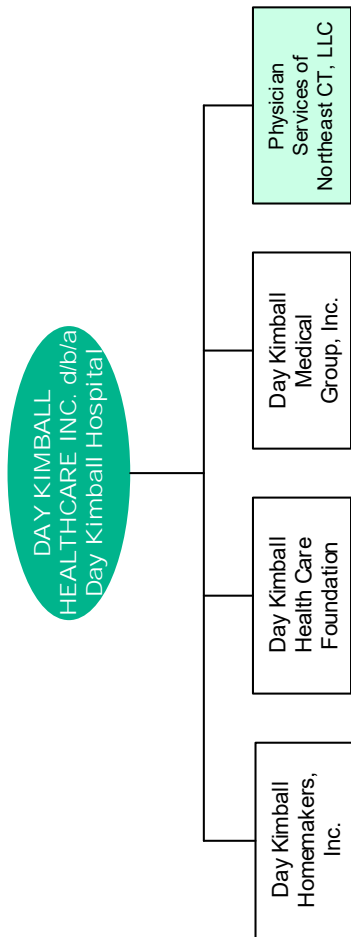 DAY KIMBALL
HEALTHCARE INC. d/b/a
Day Kimball Hospital
Day Kimball
Homemakers,
Inc.
Day Kimball
Health Care
Foundation
Day Kimball
Medical
Group, Inc.
Physician
Services of
Northeast CT, LLC